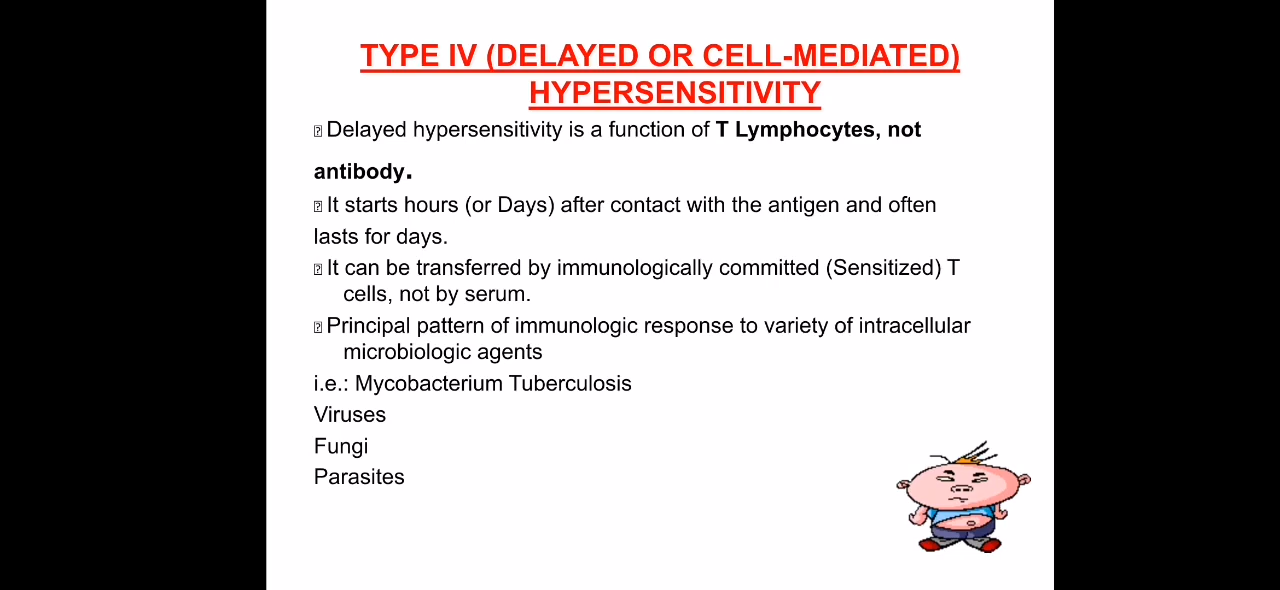 TYPE IV (DELAYED OR CELL-MEDIATED)
HYPERSENSITIVITY
Delayed hypersensitivity is a function of T Lymphocytes, not
antibody.
It starts hours (or Days) after contact with the antigen and often
lasts for days.
It can be transferred by immunologically committed (Sensitized) T
cells, not by serum.
Principal pattern of immunologic response to variety of intracellular
microbiologic agents
i.e.: Mycobacterium Tuberculosis
Viruses
Fungi
Parasites